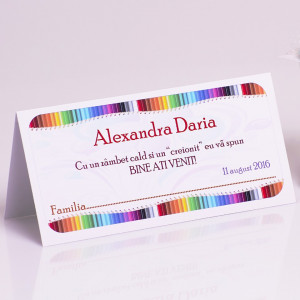 Alexandra Daria
Cu un zâmbet cald si un "creionit" eu vă spun
BINE ATI VENIT!
11 august 2016
Familia